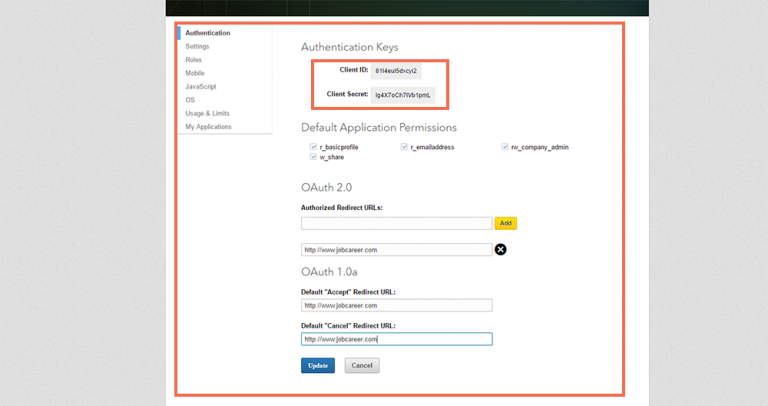 Authentication
Settings
Roles
Mobile
JavaScript
OS
Usage & Limits
My Applications
Authentication Keys
Client ID:
Client Secret:
Default Application Permissions
r_basicprofile r_emailaddress rw_company_admin
w_share
OAuth 2.0
Authorized Redirect URLs:
Add
http://www.jobcareer.com
OAuth 1.0a
Default "Accept" Redirect URL:
http://www.jobcareer.com
Default "Cancel" Redirect URL:
http://www.jobcareer.com
Update Cancel